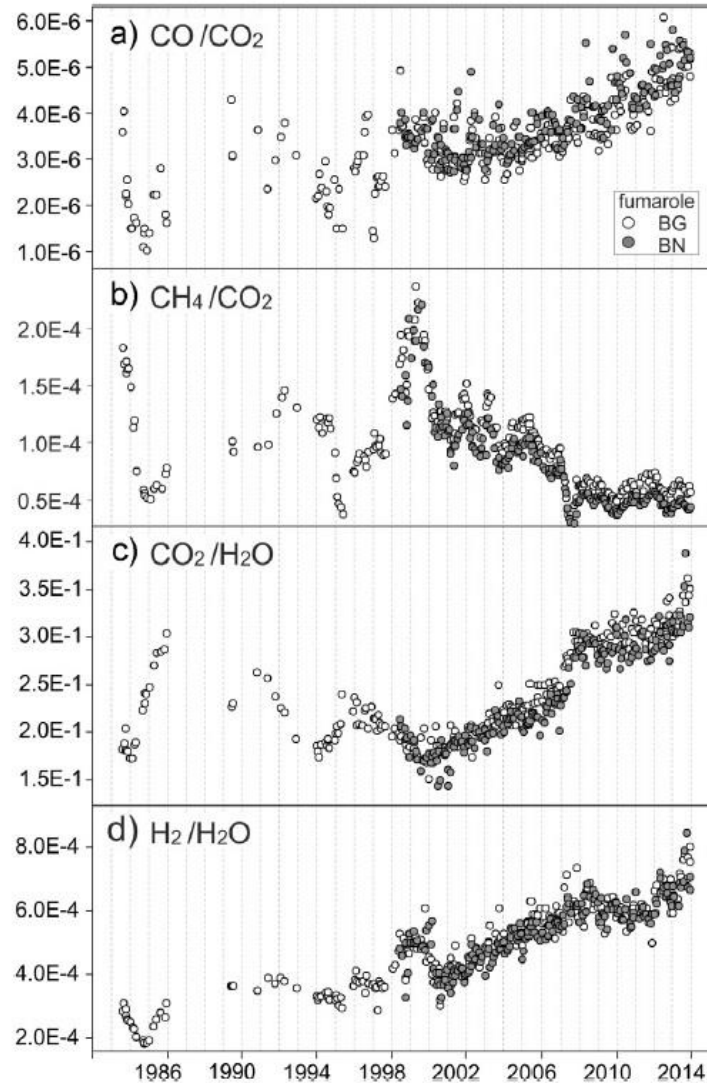 6.0E-6
a) CO/CO₂
5.0E-6
4.0E-6
3.0E-6
fumarole
BG
BN
2.0E-6
1.0E-6
b) CH₄/CO₂
2.0E-4
1.5E-4
1.0E-4
0.5E-4
4.0E-1
c) CO₂/H₂O
3.5E-1
3.0E-1
2.5E-1
2.0E-1
1.5E-1
d) H₂/H₂O
8.0E-4
6.0E-4
4.0E-4
2.0E-4
1986 1990 1994 1998 2002 2006 2010 2014